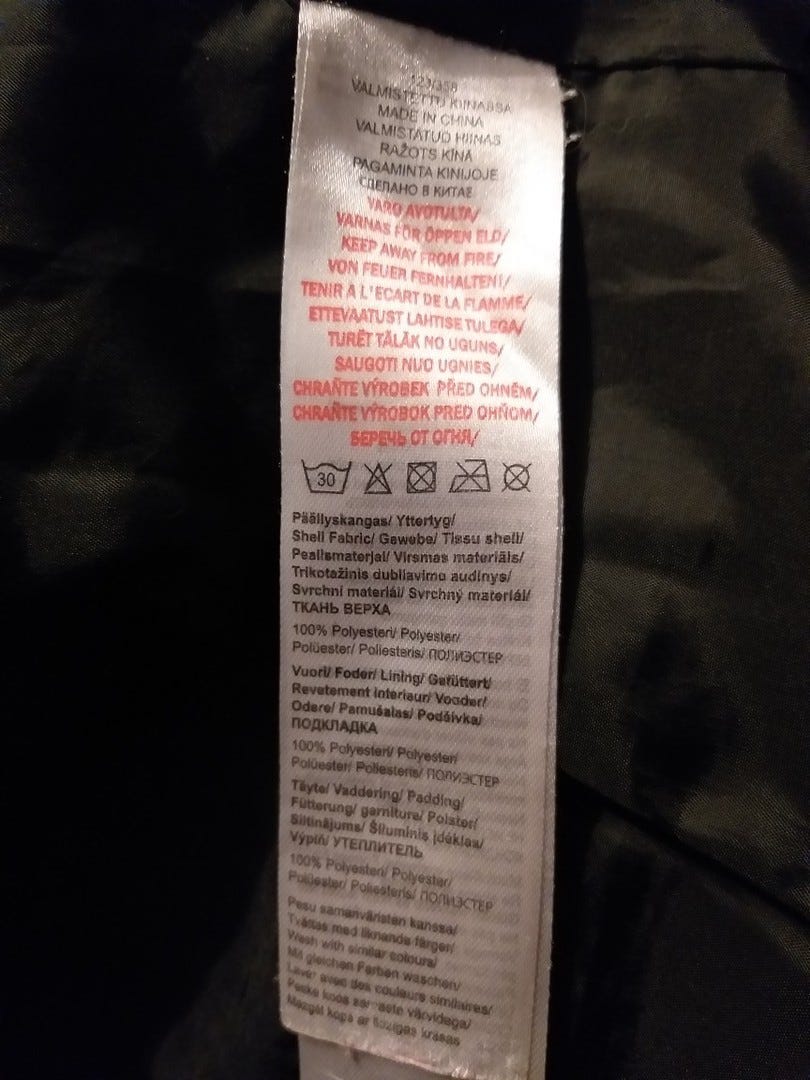 123/358
VALMISTETTU KIINASSA
MADE IN CHINA
VALMISTATUD HIINAS
RAŽOTS ĶĪNĀ
PAGAMINTA KINIJOJE
СДЕЛАНО В КИТАЕ
VARO AVOTULTA/
VARNAS FÖR ÖPPEN ELD/
KEEP AWAY FROM FIRE/
VON FEUER FERNHALTEN!/
TENIR A L'ECART DE LA FLAMME/
ETTEVAATUST LAHTISE TULEGA/
TURĒT TĀLĀK NO UGUNS/
SAUGOTI NUO UGNIES/
CHRAŇTE VÝROBEK PŘED OHNĚM/
CHRAŇTE VÝROBOK PRED OHŇOM/
БЕРЕЧЬ ОТ ОГНЯ/
30
Päällyskangas/ Yttertyg/
Shell Fabric/ Gewebe/ Tissu shell/
Pealismaterjal/ Virsmas materiāls/
Trikotažinis dubliavimo audinys/
Svrchní materiál/ Svrchný materiál/
ТКАНЬ ВЕРХА
100% Polyesteri/ Polyester/
Polüester/ Poliesteris/ ПОЛИЭСТЕР
Vuori/ Foder/ Lining/ Gefüttert/
Revetement interieur/ Vooder/
Odere/ Pamušalas/ Podšívka/
ПОДКЛАДКА
100% Polyesteri/ Polyester/
Polüester/ Poliesteris/ ПОЛИЭСТЕР
Täyte/ Vaddering/ Padding/
Fütterung/ garniture/ Polster/
Siltinājums/ Šiluminis įdėklas/
Výplň/ УТЕПЛИТЕЛЬ
100% Polyesteri/ Polyester/
Polüester/ Poliesteris/ ПОЛИЭСТЕР
Pesu samanväristen kanssa/
Tvättas med liknande färger/
Wash with similar colours/
Mit gleichen Farben waschen/
Laver avec des couleurs similaires/
Peske koos sarnaste värvidega/
Mazgāt kopā ar līdzīgas krāsas